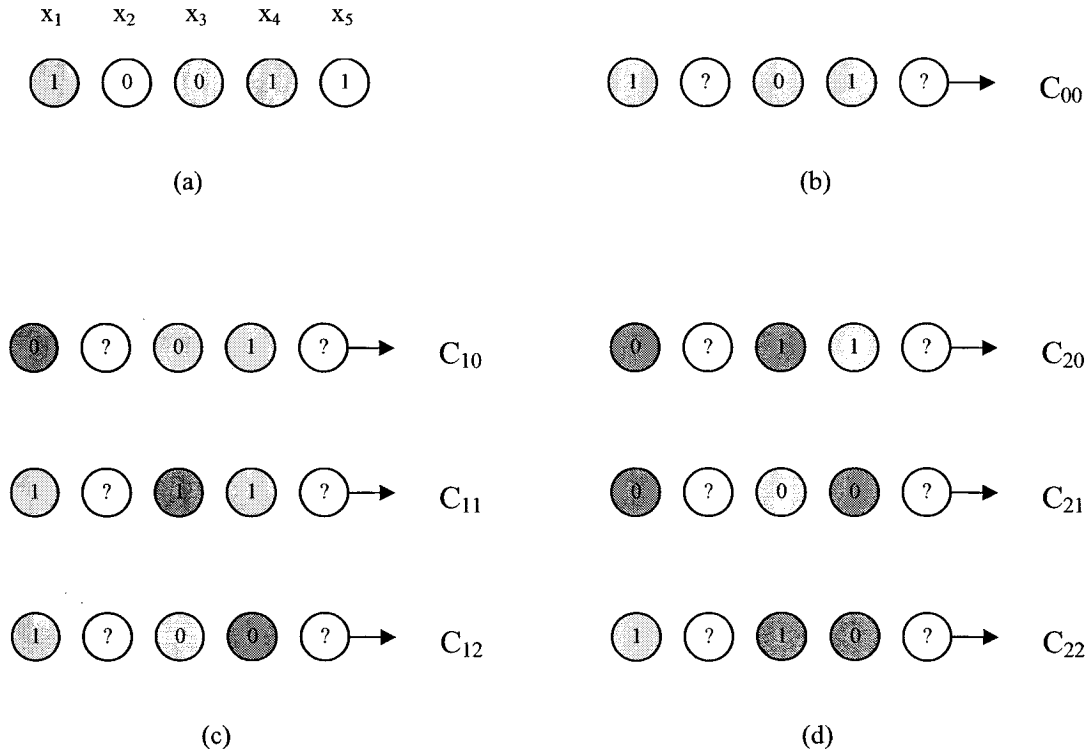 x1 x2 x3 x4 x5
1 0 0 1 1
(a)
1 ? 0 1 ? C00
(b)
0 ? 0 1 ? C10
1 ? 1 1 ? C11
1 ? 0 0 ? C12
(c)
0 ? 1 1 ? C20
0 ? 0 0 ? C21
1 ? 1 0 ? C22
(d)